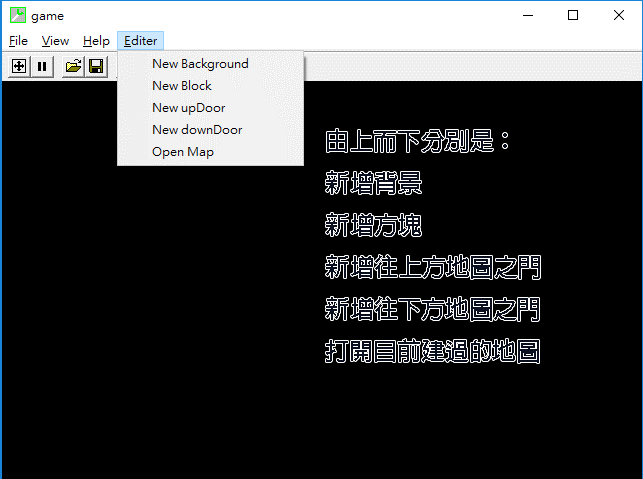 game
File View Help Editer
New Background
New Block
New upDoor
New downDoor
Open Map
由上而下分別是：
新增背景
新增方塊
新增往上方地圖之門
新增往下方地圖之門
打開目前建過的地圖